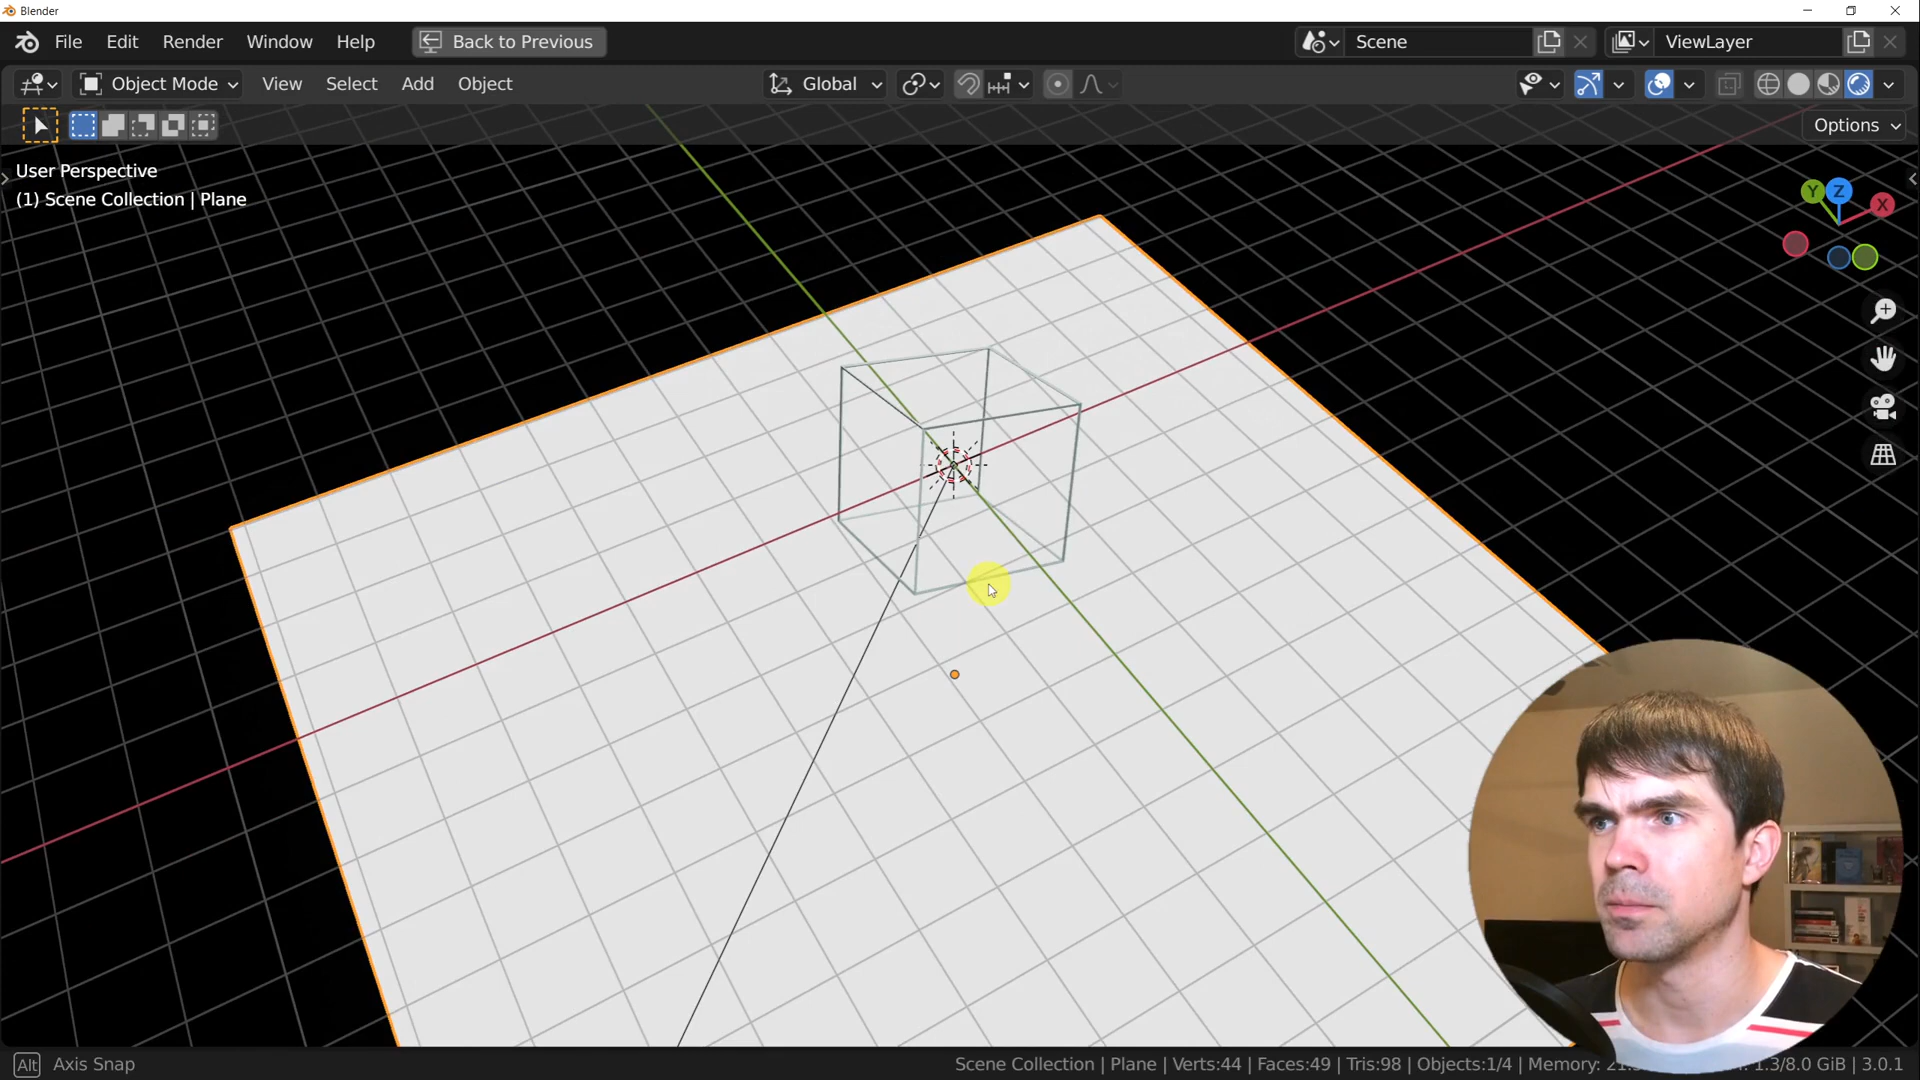 Blender
File Edit Render Window Help Back to Previous Scene ViewLayer
Object Mode View Select Add Object Global
Options
User Perspective
(1) Scene Collection | Plane
Y Z X
Alt Axis Snap Scene Collection | Plane | Verts:44 | Faces:49 | Tris:98 | Objects:1/4 | Memory: 1.3/8.0 GiB | 3.0.1